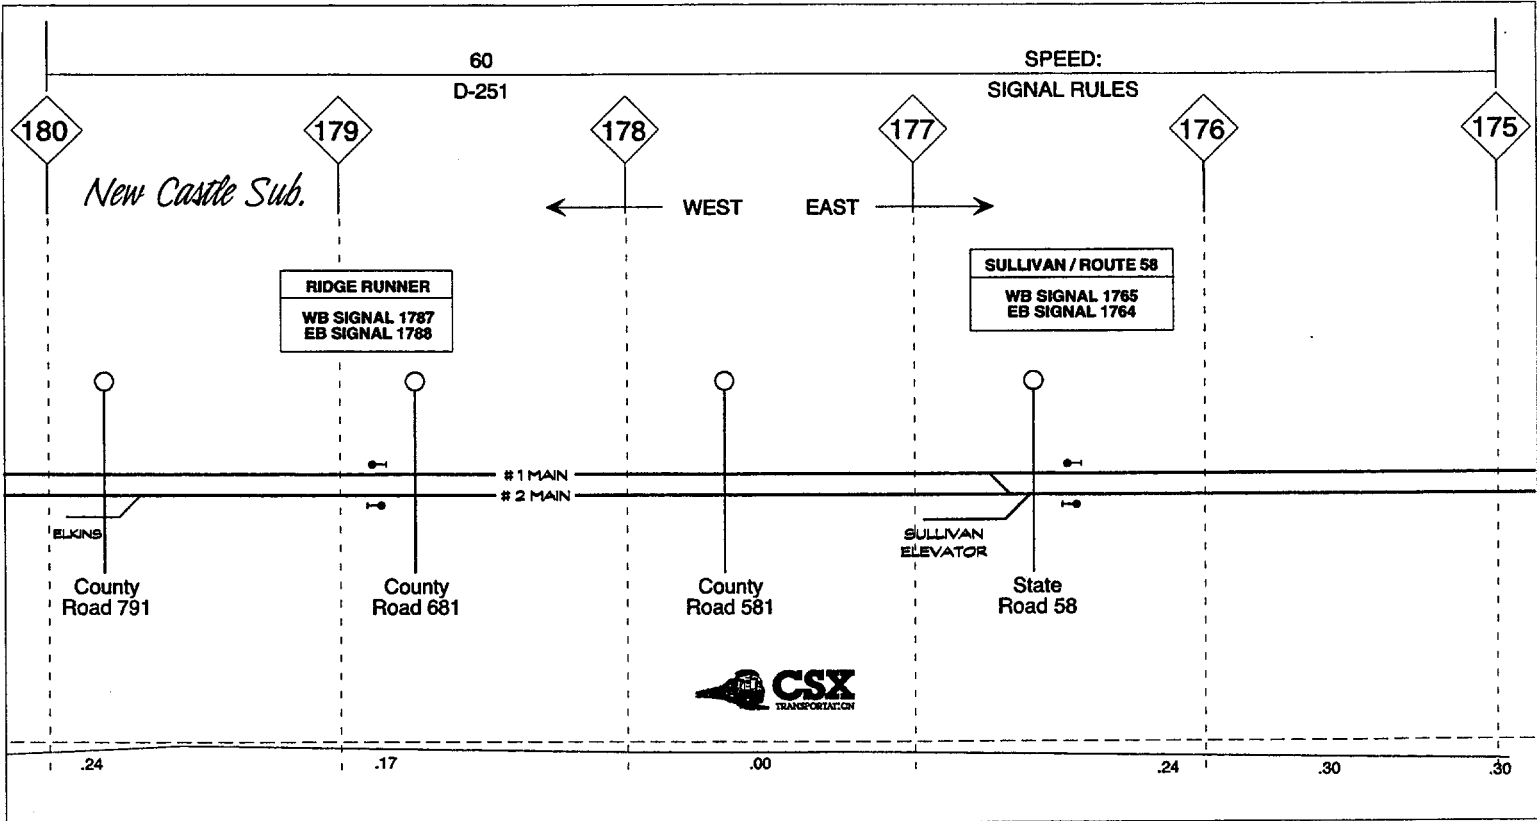 60
SPEED:
D-251
SIGNAL RULES
180
179
178
177
176
175
New Castle Sub.
WEST
EAST
RIDGE RUNNER
WB SIGNAL 1787
EB SIGNAL 1788
SULLIVAN / ROUTE 58
WB SIGNAL 1765
EB SIGNAL 1764
# 1 MAIN
# 2 MAIN
ELKINS
SULLIVAN
ELEVATOR
County
Road 791
County
Road 681
County
Road 581
State
Road 58
CSX
TRANSPORTATION
.24
.17
.00
.24
.30
.30